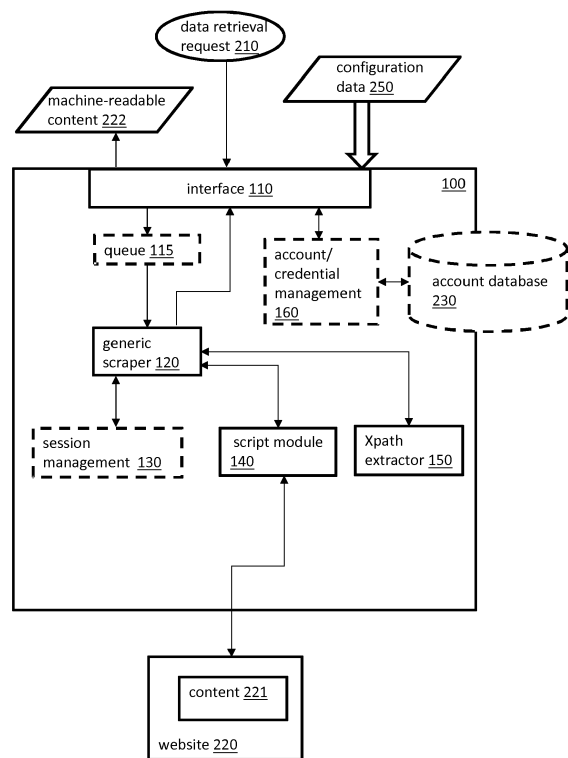 data retrieval
request 210
configuration
data 250
machine-readable
content 222
interface 110
100
queue 115
account/
credential
management
160
account database
230
generic
scraper 120
session
management 130
script module
140
Xpath
extractor 150
content 221
website 220